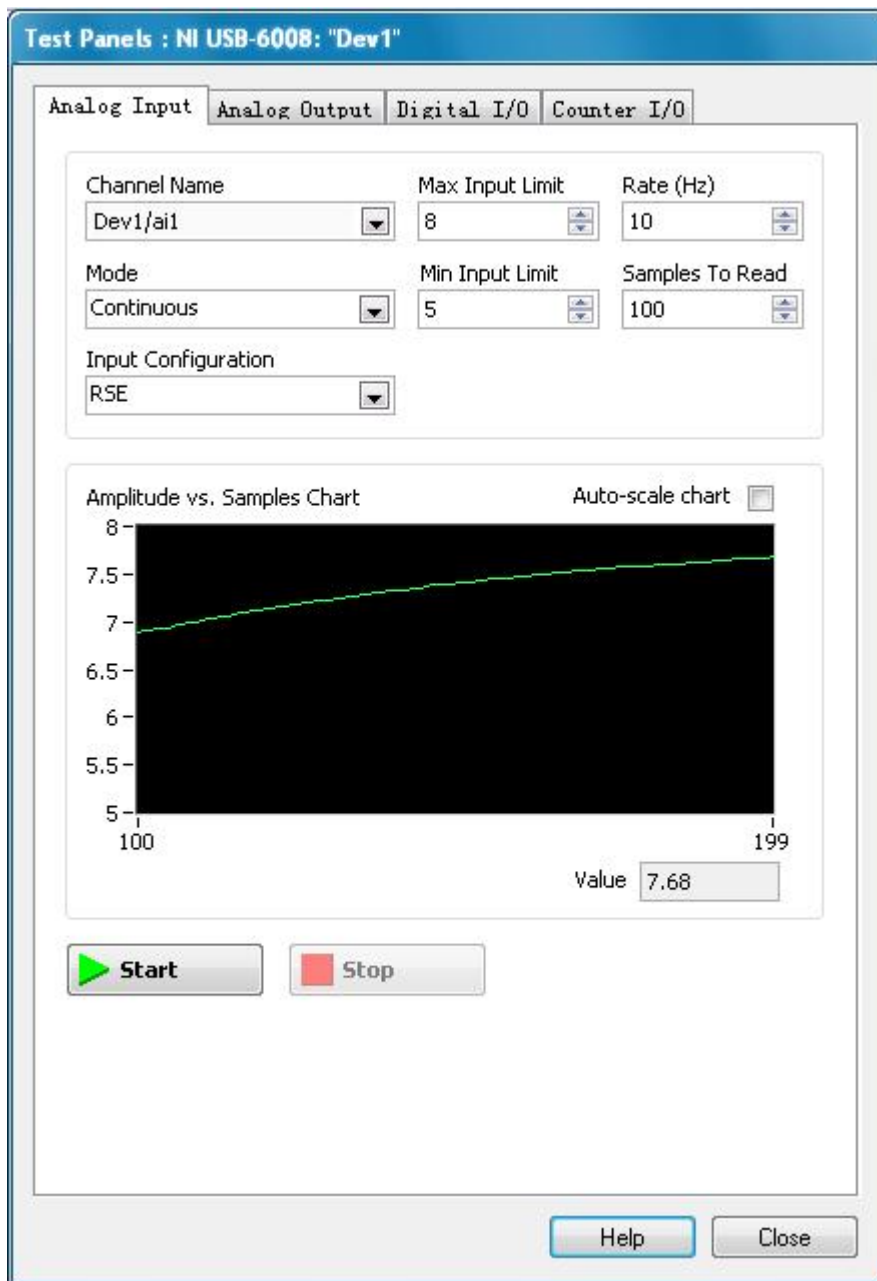 Test Panels : NI USB-6008: "Dev1"
Analog Input Analog Output Digital I/O Counter I/O
Channel Name Max Input Limit Rate (Hz)
Dev1/ai1 8 10
Mode Min Input Limit Samples To Read
Continuous 5 100
Input Configuration
RSE
Amplitude vs. Samples Chart Auto-scale chart
8
7.5
7
6.5
6
5.5
5
100 199
Value 7.68
Start Stop
Help Close